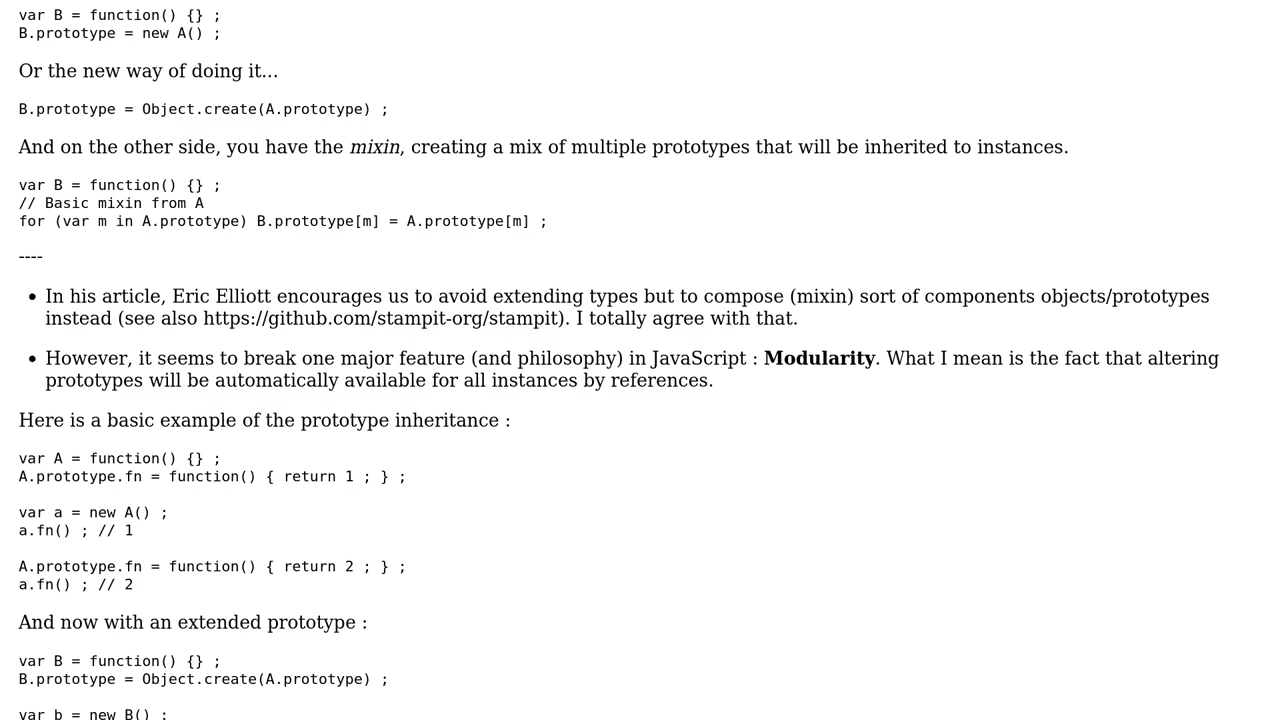 var B = function() {} ;
B.prototype = new A() ;
Or the new way of doing it...
B.prototype = Object.create(A.prototype) ;
And on the other side, you have the mixin, creating a mix of multiple prototypes that will be inherited to instances.
var B = function() {} ;
// Basic mixin from A
for (var m in A.prototype) B.prototype[m] = A.prototype[m] ;
----
• In his article, Eric Elliott encourages us to avoid extending types but to compose (mixin) sort of components objects/prototypes
instead (see also https://github.com/stampit-org/stampit). I totally agree with that.
• However, it seems to break one major feature (and philosophy) in JavaScript : Modularity. What I mean is the fact that altering
prototypes will be automatically available for all instances by references.
Here is a basic example of the prototype inheritance :
var A = function() {} ;
A.prototype.fn = function() { return 1 ; } ;
var a = new A() ;
a.fn() ; // 1
A.prototype.fn = function() { return 2 ; } ;
a.fn() ; // 2
And now with an extended prototype :
var B = function() {} ;
B.prototype = Object.create(A.prototype) ;
var b = new B() ;